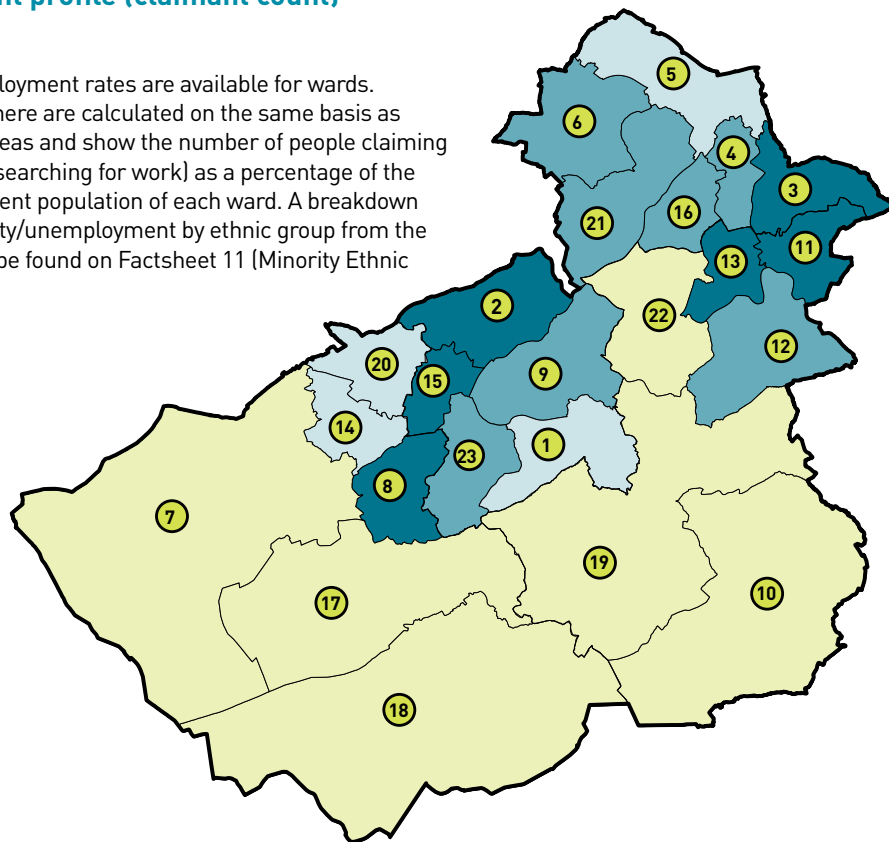 profile (claimant count)
loyment rates are available for wards.
here are calculated on the same basis as
eas and show the number of people claiming
searching for work) as a percentage of the
ent population of each ward. A breakdown
ty/unemployment by ethnic group from the
be found on Factsheet 11 (Minority Ethnic
5
6
4
3
16
21
11
13
2
22
12
20
9
15
14
1
23
8
7
19
10
17
18